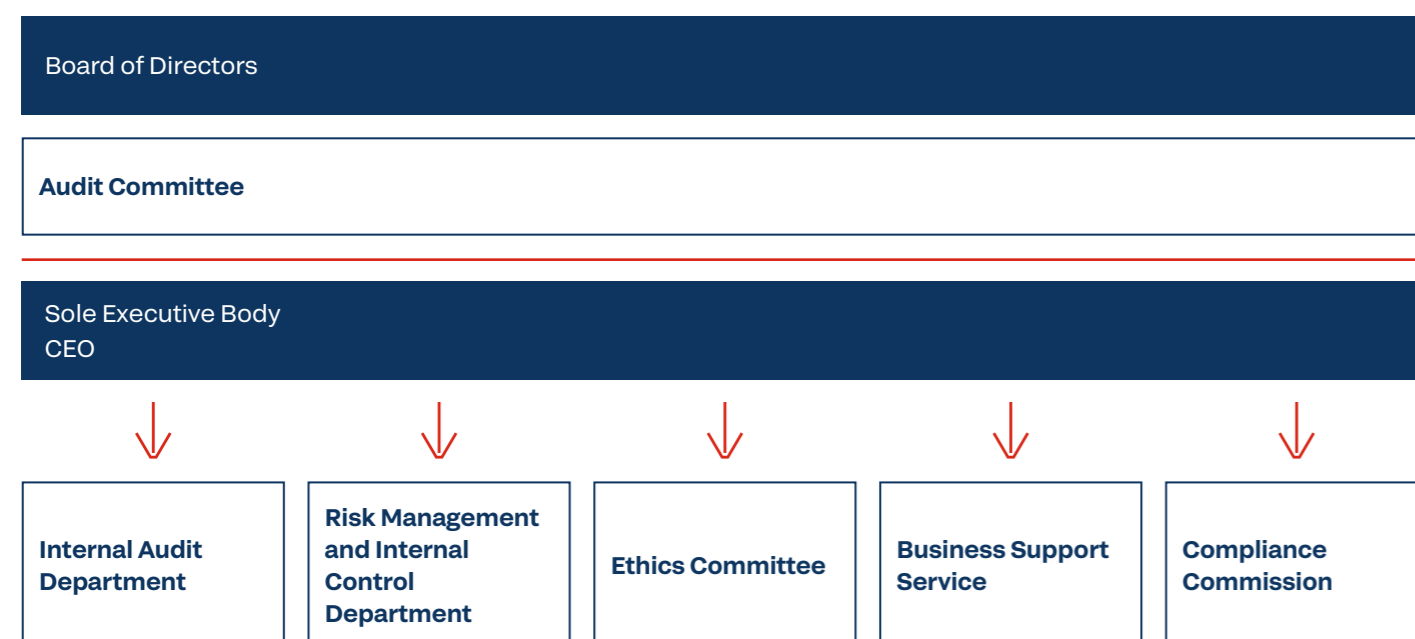 Board of Directors
Audit Committee
Sole Executive Body
CEO
Internal Audit
Department
Risk Management
and Internal
Control
Department
Ethics Committee
Business Support
Service
Compliance
Commission